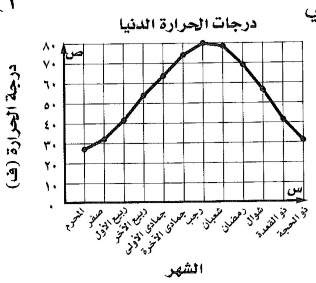 درجات الحرارة الدنيا
ص
٨٠
٧٠
٦٠
٥٠
٤٠
٣٠
٢٠
١٠
٠
درجة الحرارة (ف)
س
المحرم
صفر
ربيع الأول
ربيع الآخر
جمادى الأولى
جمادى الآخرة
رجب
شعبان
رمضان
شوال
ذو القعدة
ذو الحجة
الشهر